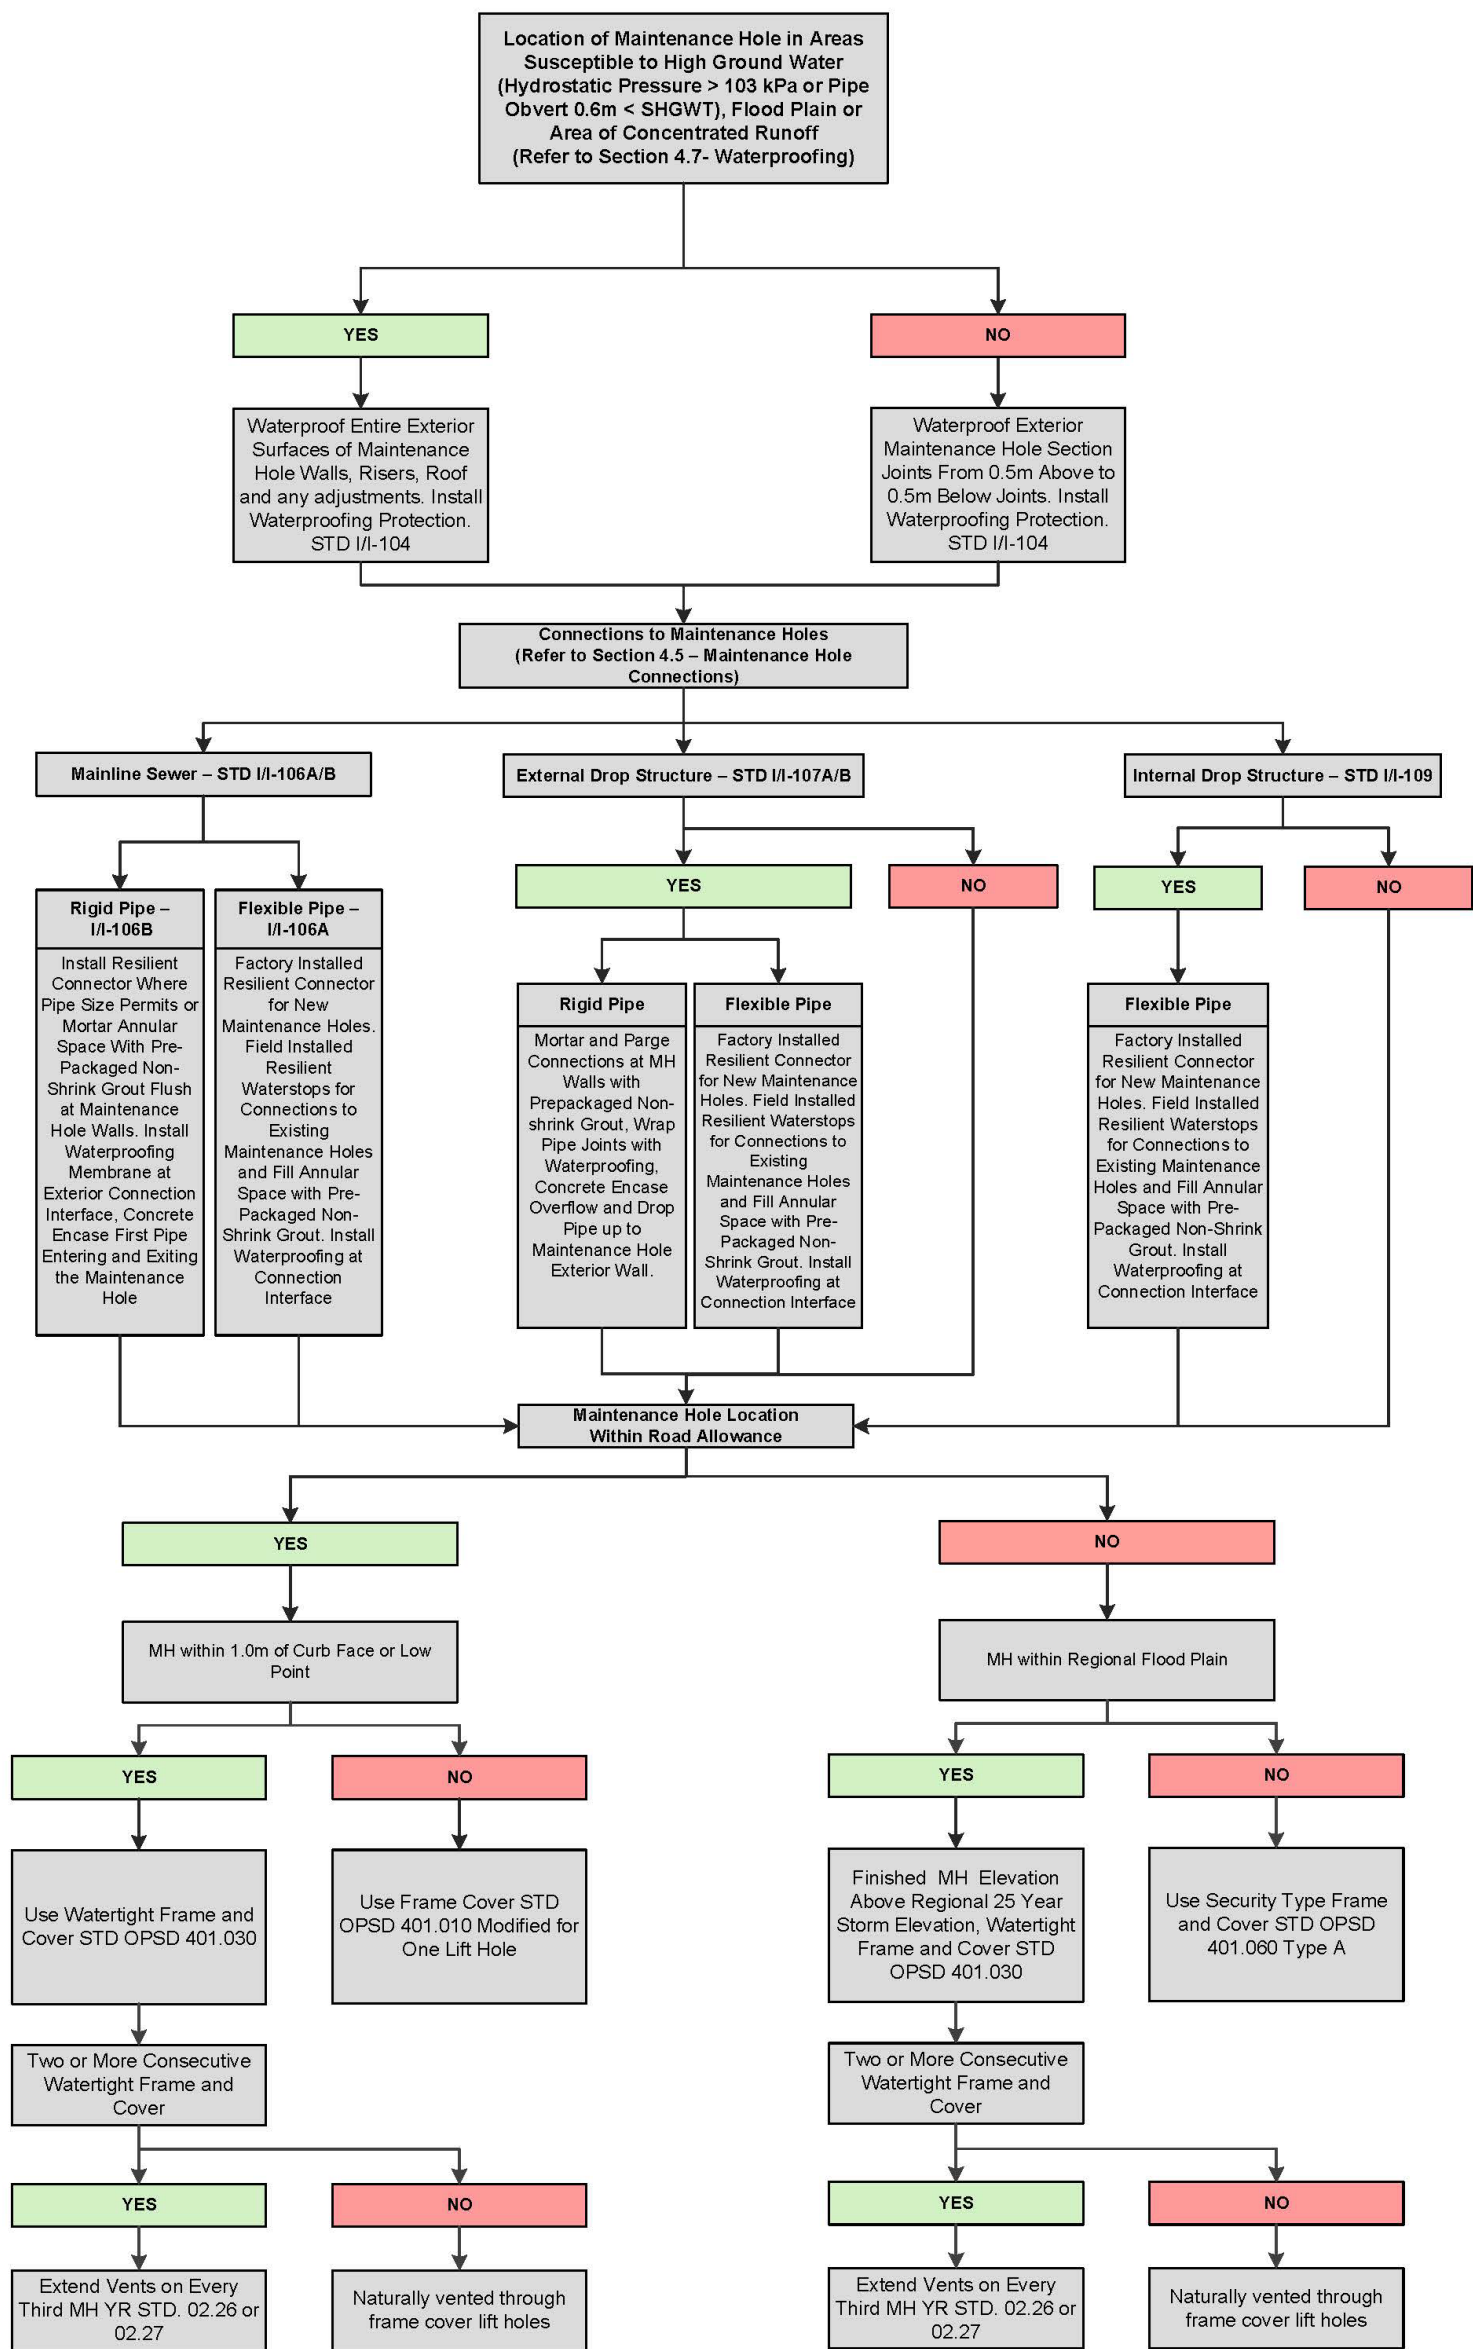 Location of Maintenance Hole in Areas
Susceptible to High Ground Water
(Hydrostatic Pressure > 103 kPa or Pipe
Obvert 0.6m < SHGWT), Flood Plain or
Area of Concentrated Runoff
(Refer to Section 4.7- Waterproofing)
YES
NO
Waterproof Entire Exterior
Surfaces of Maintenance
Hole Walls, Risers, Roof
and any adjustments. Install
Waterproofing Protection.
STD I/I-104
Waterproof Exterior
Maintenance Hole Section
Joints From 0.5m Above to
0.5m Below Joints. Install
Waterproofing Protection.
STD I/I-104
Connections to Maintenance Holes
(Refer to Section 4.5 – Maintenance Hole
Connections)
Mainline Sewer – STD I/I-106A/B
External Drop Structure – STD I/I-107A/B
Internal Drop Structure – STD I/I-109
YES
NO
YES
NO
Rigid Pipe –
I/I-106B
Install Resilient
Connector Where
Pipe Size Permits or
Mortar Annular
Space With Pre-
Packaged Non-
Shrink Grout Flush
at Maintenance
Hole Walls. Install
Waterproofing
Membrane at
Exterior Connection
Interface, Concrete
Encase First Pipe
Entering and Exiting
the Maintenance
Hole
Flexible Pipe –
I/I-106A
Factory Installed
Resilient Connector
for New
Maintenance Holes.
Field Installed
Resilient
Waterstops for
Connections to
Existing
Maintenance Holes
and Fill Annular
Space with Pre-
Packaged Non-
Shrink Grout. Install
Waterproofing at
Connection
Interface
Rigid Pipe
Mortar and Parge
Connections at MH
Walls with
Prepackaged Non-
shrink Grout, Wrap
Pipe Joints with
Waterproofing,
Concrete Encase
Overflow and Drop
Pipe up to
Maintenance Hole
Exterior Wall.
Flexible Pipe
Factory Installed
Resilient Connector
for New Maintenance
Holes. Field Installed
Resilient Waterstops
for Connections to
Existing
Maintenance Holes
and Fill Annular
Space with Pre-
Packaged Non-
Shrink Grout. Install
Waterproofing at
Connection Interface
Flexible Pipe
Factory Installed
Resilient Connector
for New Maintenance
Holes. Field Installed
Resilient Waterstops
for Connections to
Existing Maintenance
Holes and Fill Annular
Space with Pre-
Packaged Non-Shrink
Grout. Install
Waterproofing at
Connection Interface
Maintenance Hole Location
Within Road Allowance
YES
NO
MH within 1.0m of Curb Face or Low
Point
MH within Regional Flood Plain
YES
NO
YES
NO
Use Watertight Frame and
Cover STD OPSD 401.030
Use Frame Cover STD
OPSD 401.010 Modified for
One Lift Hole
Finished MH Elevation
Above Regional 25 Year
Storm Elevation, Watertight
Frame and Cover STD
OPSD 401.030
Use Security Type Frame
and Cover STD OPSD
401.060 Type A
Two or More Consecutive
Watertight Frame and
Cover
Two or More Consecutive
Watertight Frame and
Cover
YES
NO
YES
NO
Extend Vents on Every
Third MH YR STD. 02.26 or
02.27
Naturally vented through
frame cover lift holes
Extend Vents on Every
Third MH YR STD. 02.26 or
02.27
Naturally vented through
frame cover lift holes